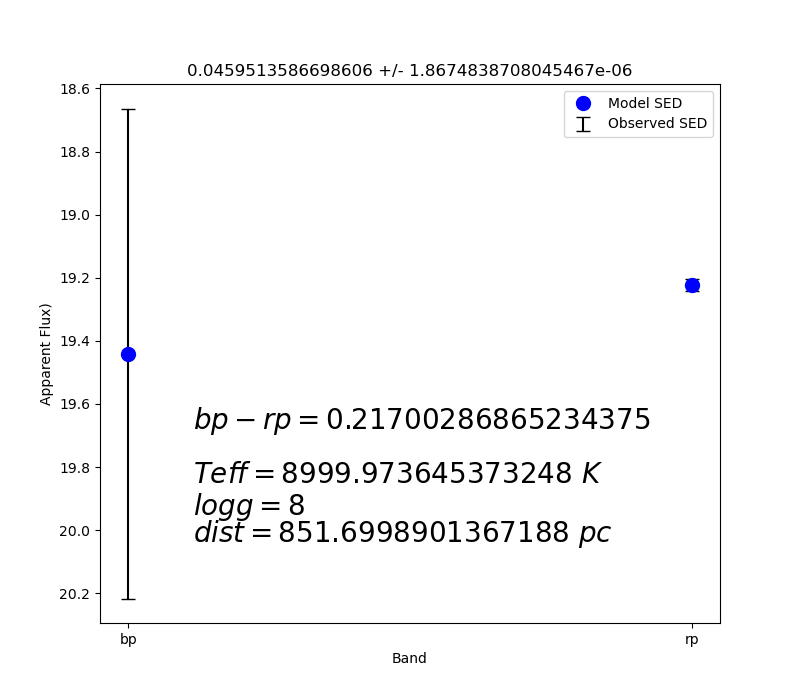 0.0459513586698606 +/- 1.8674838708045467e-06
Model SED
Observed SED
18.6
18.8
19.0
19.2
19.4
19.6
19.8
20.0
20.2
Apparent Flux)
bp − rp = 0.21700286865234375
Teff = 8999.973645373248 K
logg = 8
dist = 851.6998901367188 pc
bp
rp
Band